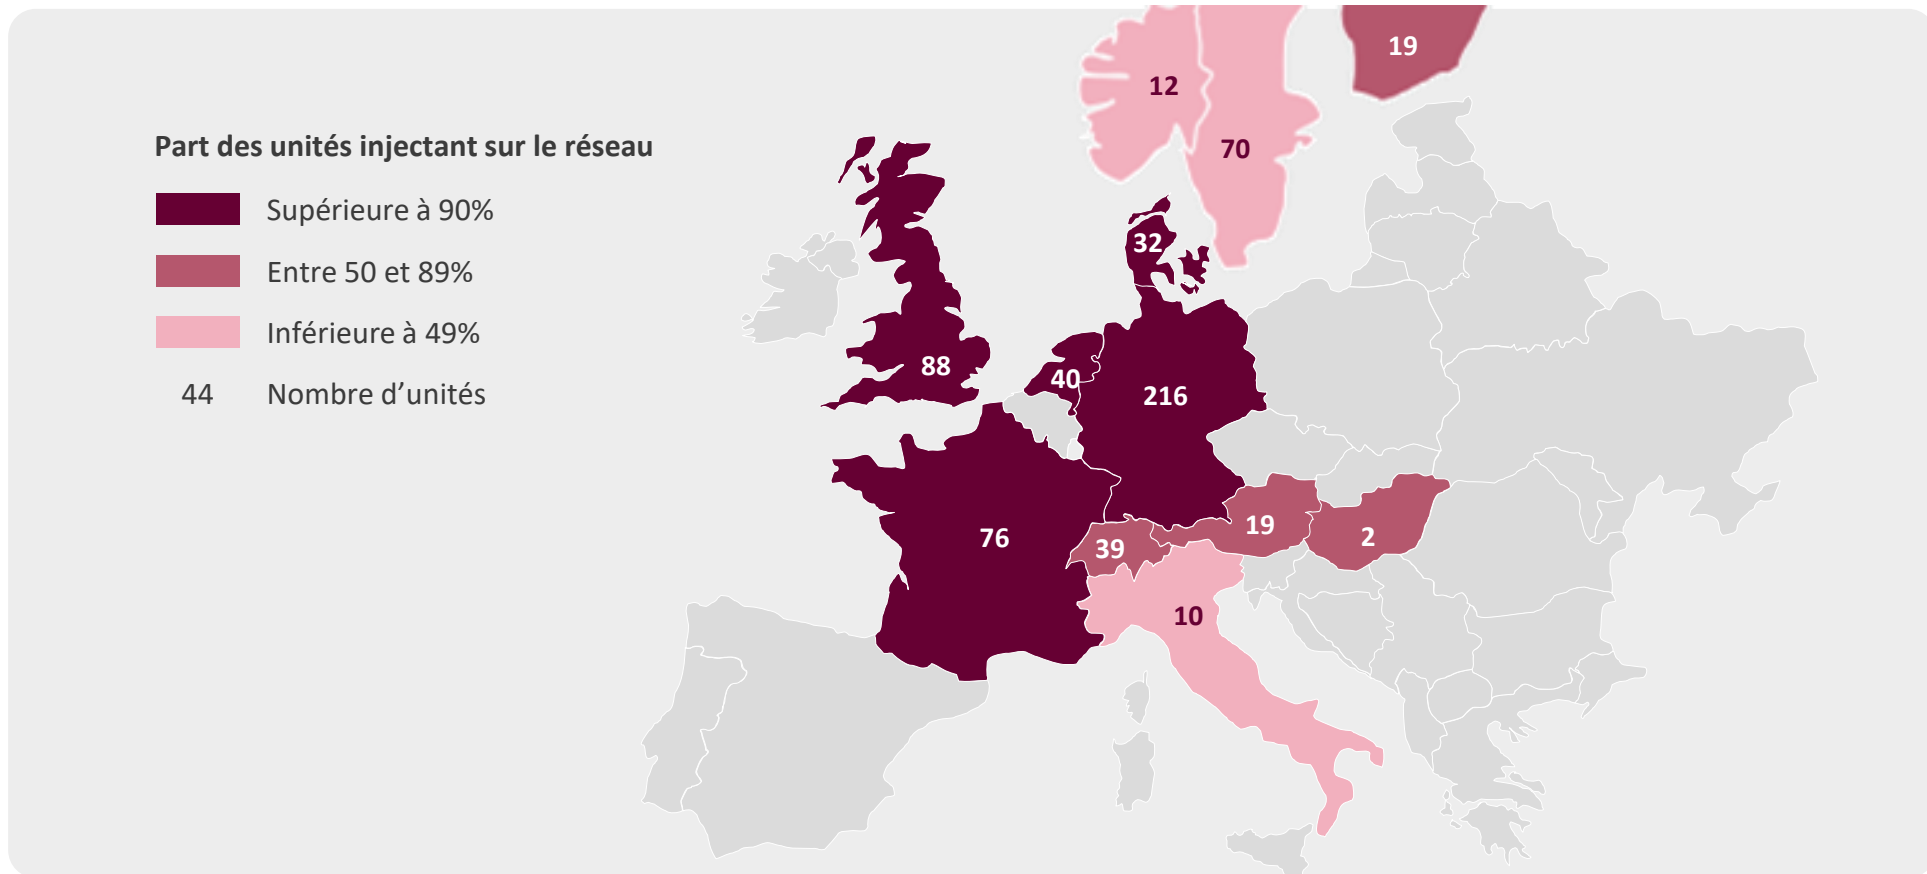 Part des unités injectant sur le réseau
Supérieure à 90%
Entre 50 et 89%
Inférieure à 49%
44 Nombre d'unités
19
12
70
32
88
40
216
76
39
19
2
10